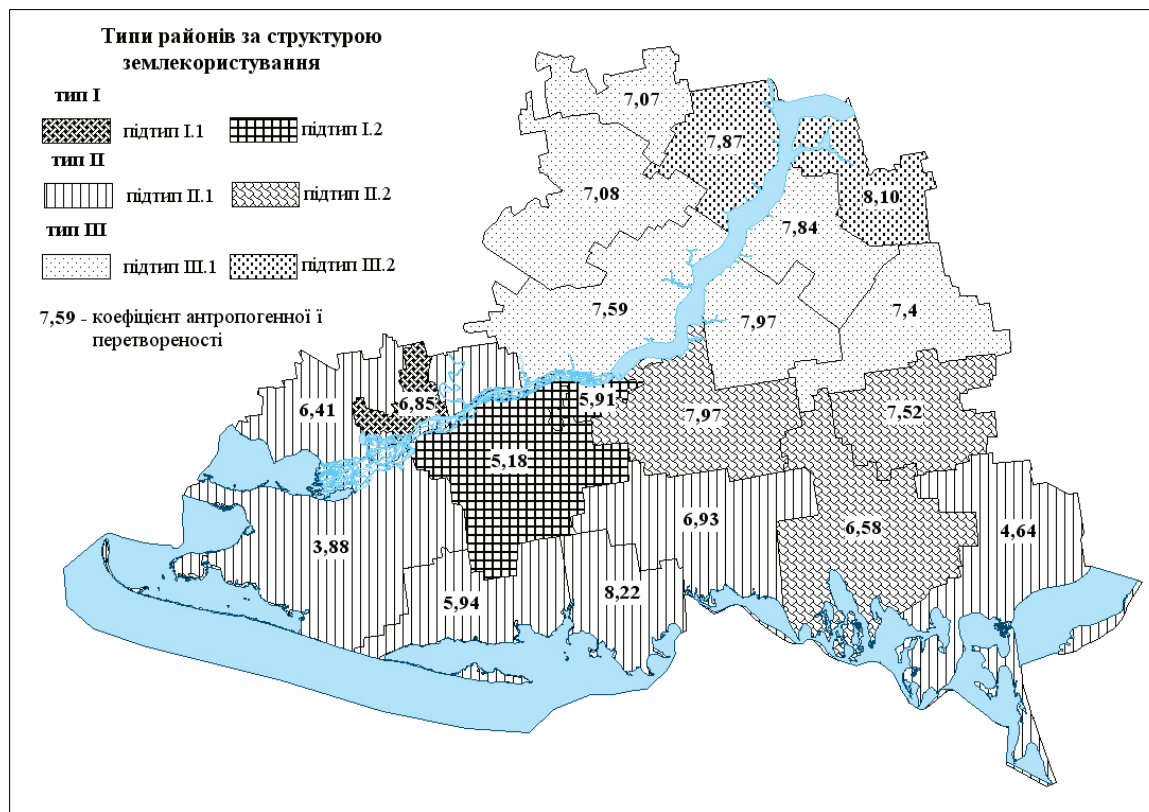 Типи районів за структурою
землекористування
тип I
підтип I.1 підтип I.2
тип II
підтип II.1 підтип II.2
тип III
підтип III.1 підтип III.2
7,59 - коефіцієнт антропогенної ї
перетвореності
7,07
7,87
7,08
8,10
7,84
7,59
7,97
7,4
6,41
6,85
5,91
7,97
7,52
5,18
3,88
6,93
6,58
4,64
5,94
8,22